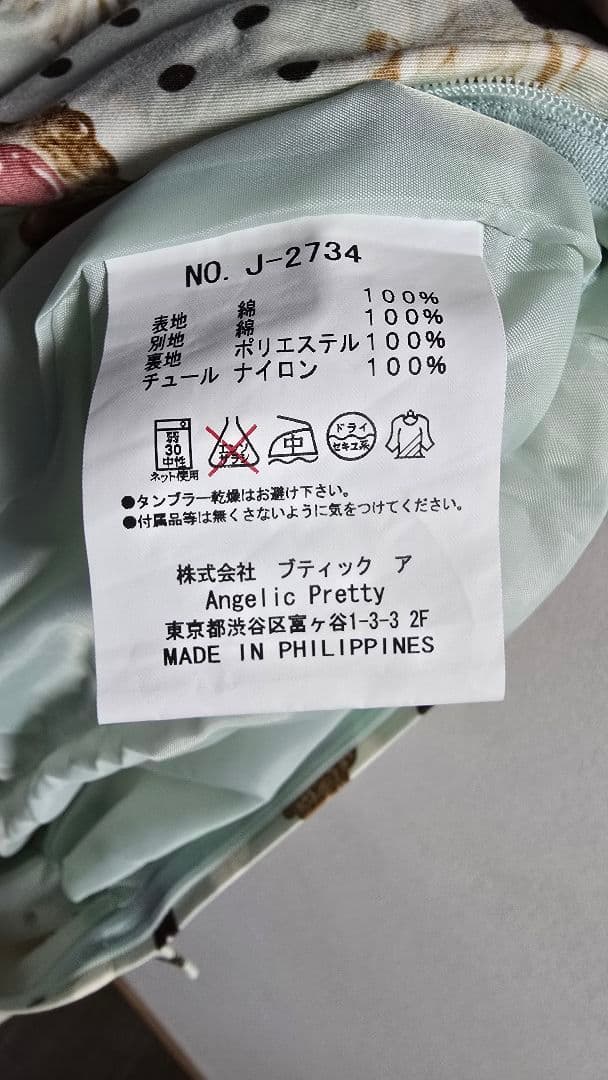 NO. J-2734
表地 綿 100%
別地 綿 100%
裏地 ポリエステル 100%
チュール ナイロン 100%
弱
30
中性
ネット使用
エンソ
サラシ
中
ドライ
セキユ系
●タンブラー乾燥はお避け下さい。
●付属品等は無くさないように気をつけてください。
株式会社 ブティック ア
Angelic Pretty
東京都渋谷区富ヶ谷1-3-3 2F
MADE IN PHILIPPINES